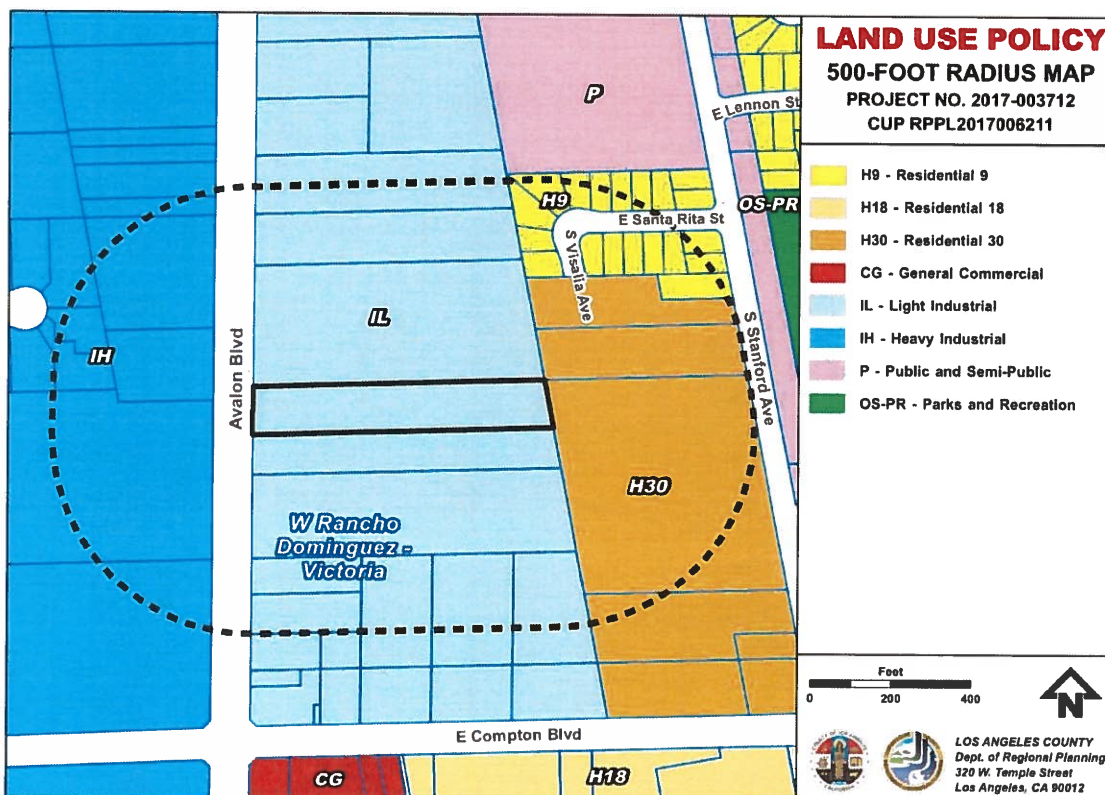 LAND USE POLICY
500-FOOT RADIUS MAP
PROJECT NO. 2017-003712
CUP RPPL2017006211
H9 - Residential 9
H18 - Residential 18
H30 - Residential 30
CG - General Commercial
IL - Light Industrial
IH - Heavy Industrial
P - Public and Semi-Public
OS-PR - Parks and Recreation
P
E Lennon St
H9
OS-PR
E Santa Rita St
S Visalia Ave
IL
IH
Avalon Blvd
S Stanford Ave
H30
W Rancho
Dominguez -
Victoria
E Compton Blvd
CG
H18
Feet
0 200 400
N
LOS ANGELES COUNTY
Dept. of Regional Planning
320 W. Temple Street
Los Angeles, CA 90012